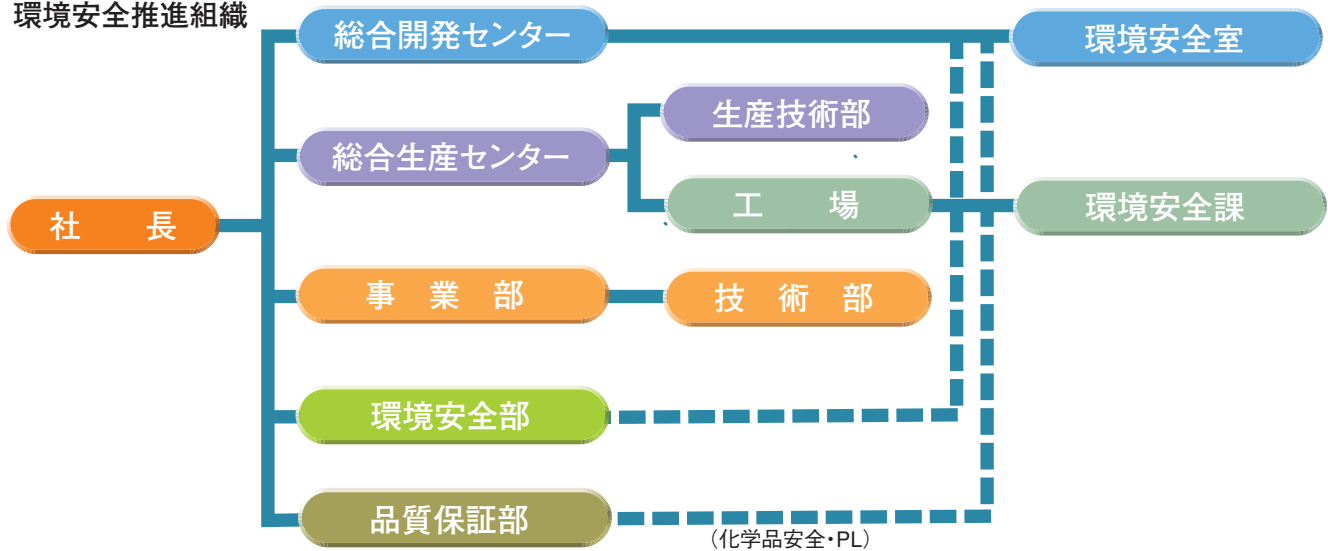 環境安全推進組織
総合開発センター
環境安全室
生産技術部
総合生産センター
工　場
環境安全課
社　長
事　業　部
技　術　部
環境安全部
品質保証部
（化学品安全・PL）